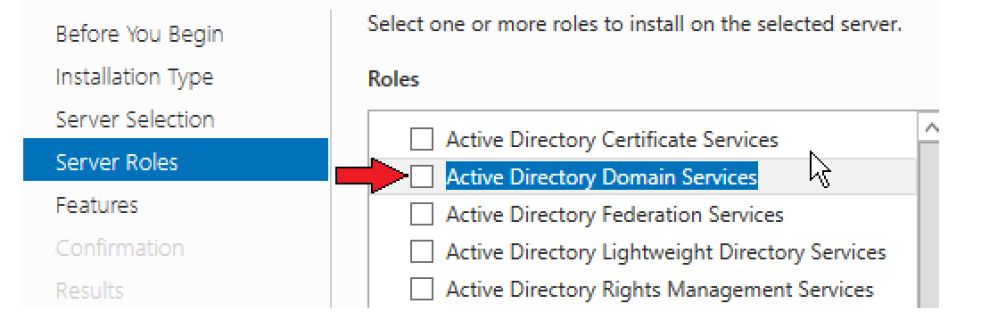 Before You Begin
Installation Type
Server Selection
Server Roles
Features
Confirmation
Results
Select one or more roles to install on the selected server.
Roles
Active Directory Certificate Services
Active Directory Domain Services
Active Directory Federation Services
Active Directory Lightweight Directory Services
Active Directory Rights Management Services